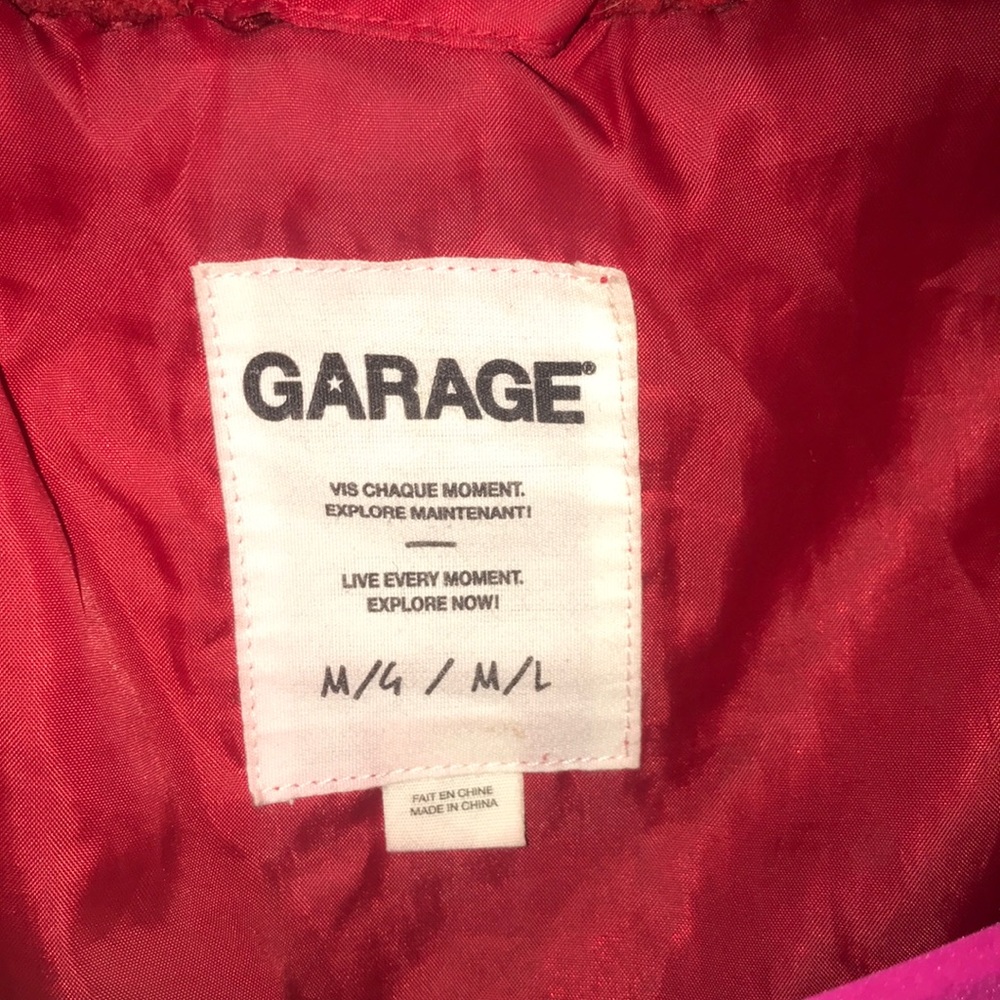 GARAGE®
VIS CHAQUE MOMENT.
EXPLORE MAINTENANT!
LIVE EVERY MOMENT.
EXPLORE NOW!
M/G / M/L
FAIT EN CHINE
MADE IN CHINA